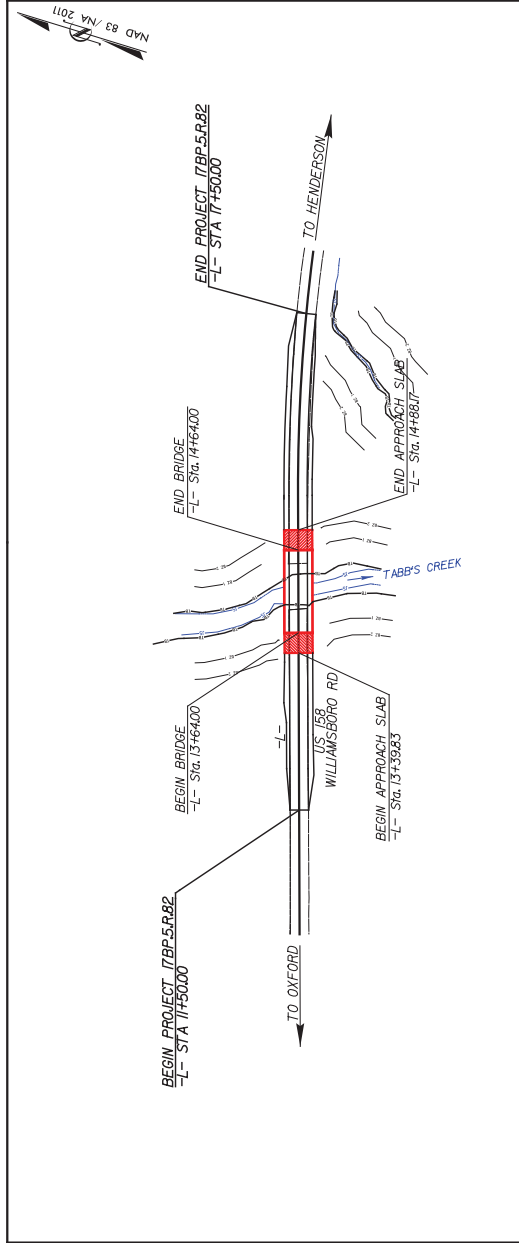 NAD 83 /NA 2011
BEGIN PROJECT 17BP.5.R.82
-L- STA 11+50.00
END PROJECT 17BP.5.R.82
-L- STA 17+50.00
BEGIN BRIDGE
-L- Sta. 13+64.00
END BRIDGE
-L- Sta. 14+64.00
TO OXFORD
TO HENDERSON
-L-
US 158
WILLIAMSBORO RD
BEGIN APPROACH SLAB
-L- Sta. 13+39.83
END APPROACH SLAB
-L- Sta. 14+88.17
TABB'S CREEK